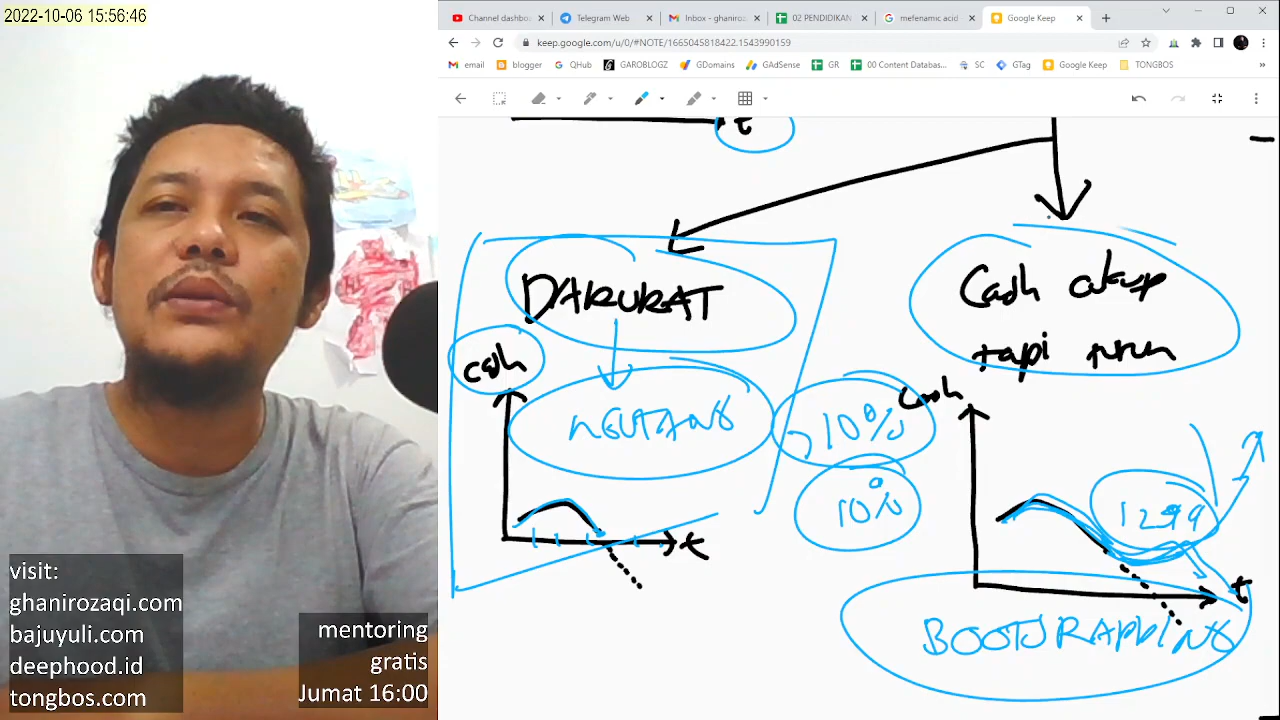 2022-10-06 15:56:46
Channel dashbo
Telegram Web
Inbox - ghaniroz
02 PENDIDIKAN
mefenamic acid
Google Keep
keep.google.com/u/0/#NOTE/1665045818422.1543990159
email
blogger
QHub
GAROBLOGZ
GDomains
GAdSense
GR
00 Content Databas...
SC
GTag
Google Keep
TONGBOS
t
DARURAT
Cash cukup
tapi turun
cash
NGUTANG
10%
Cash
10%
t
t
BOOTSTRAPPING
visit:
ghanirozaqi.com
bajuyuli.com
deephood.id
tongbos.com
mentoring
gratis
Jumat 16:00